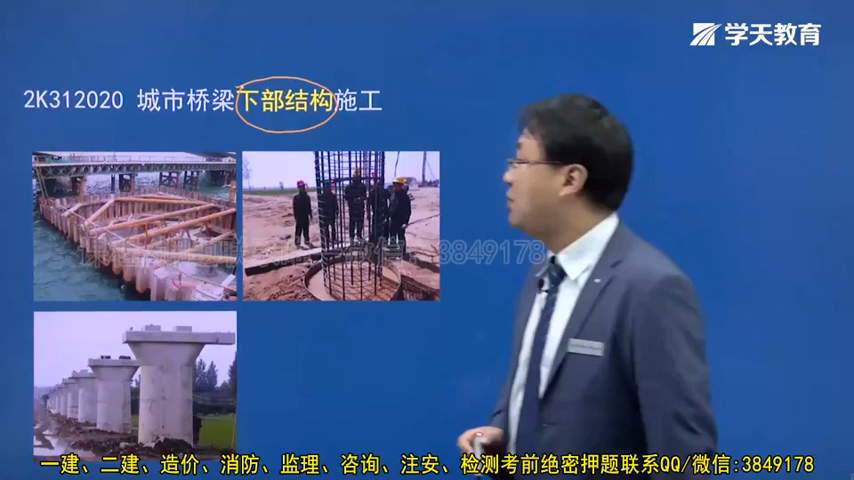 学天教育
2K312020 城市桥梁下部结构施工
3849178
一建、二建、造价、消防、监理、咨询、注安、检测考前绝密押题联系QQ/微信:3849178